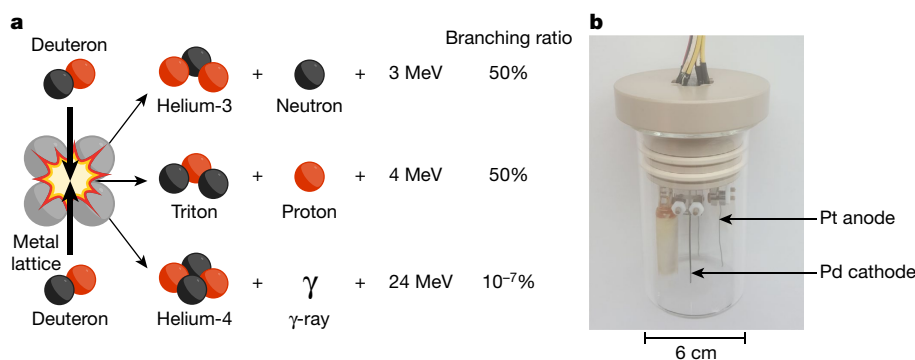 a
Deuteron
Branching ratio
+ + 3 MeV 50%
Helium-3 Neutron
+ + 4 MeV 50%
Triton Proton
Metal
lattice
+ γ + 24 MeV 10⁻⁷%
Deuteron Helium-4 γ-ray
b
Pt anode
Pd cathode
6 cm